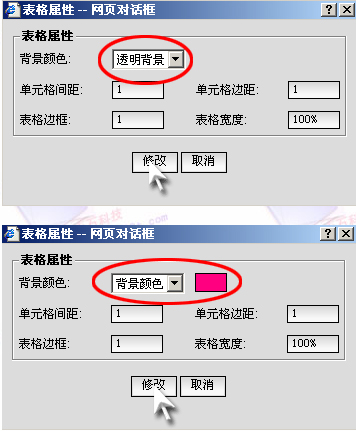 表格属性 -- 网页对话框
表格属性
背景颜色: 透明背景
单元格间距: 1 单元格边距: 1
表格边框: 1 表格宽度: 100%
修改 取消
表格属性 -- 网页对话框
表格属性
背景颜色: 背景颜色
单元格间距: 1 单元格边距: 1
表格边框: 1 表格宽度: 100%
修改 取消